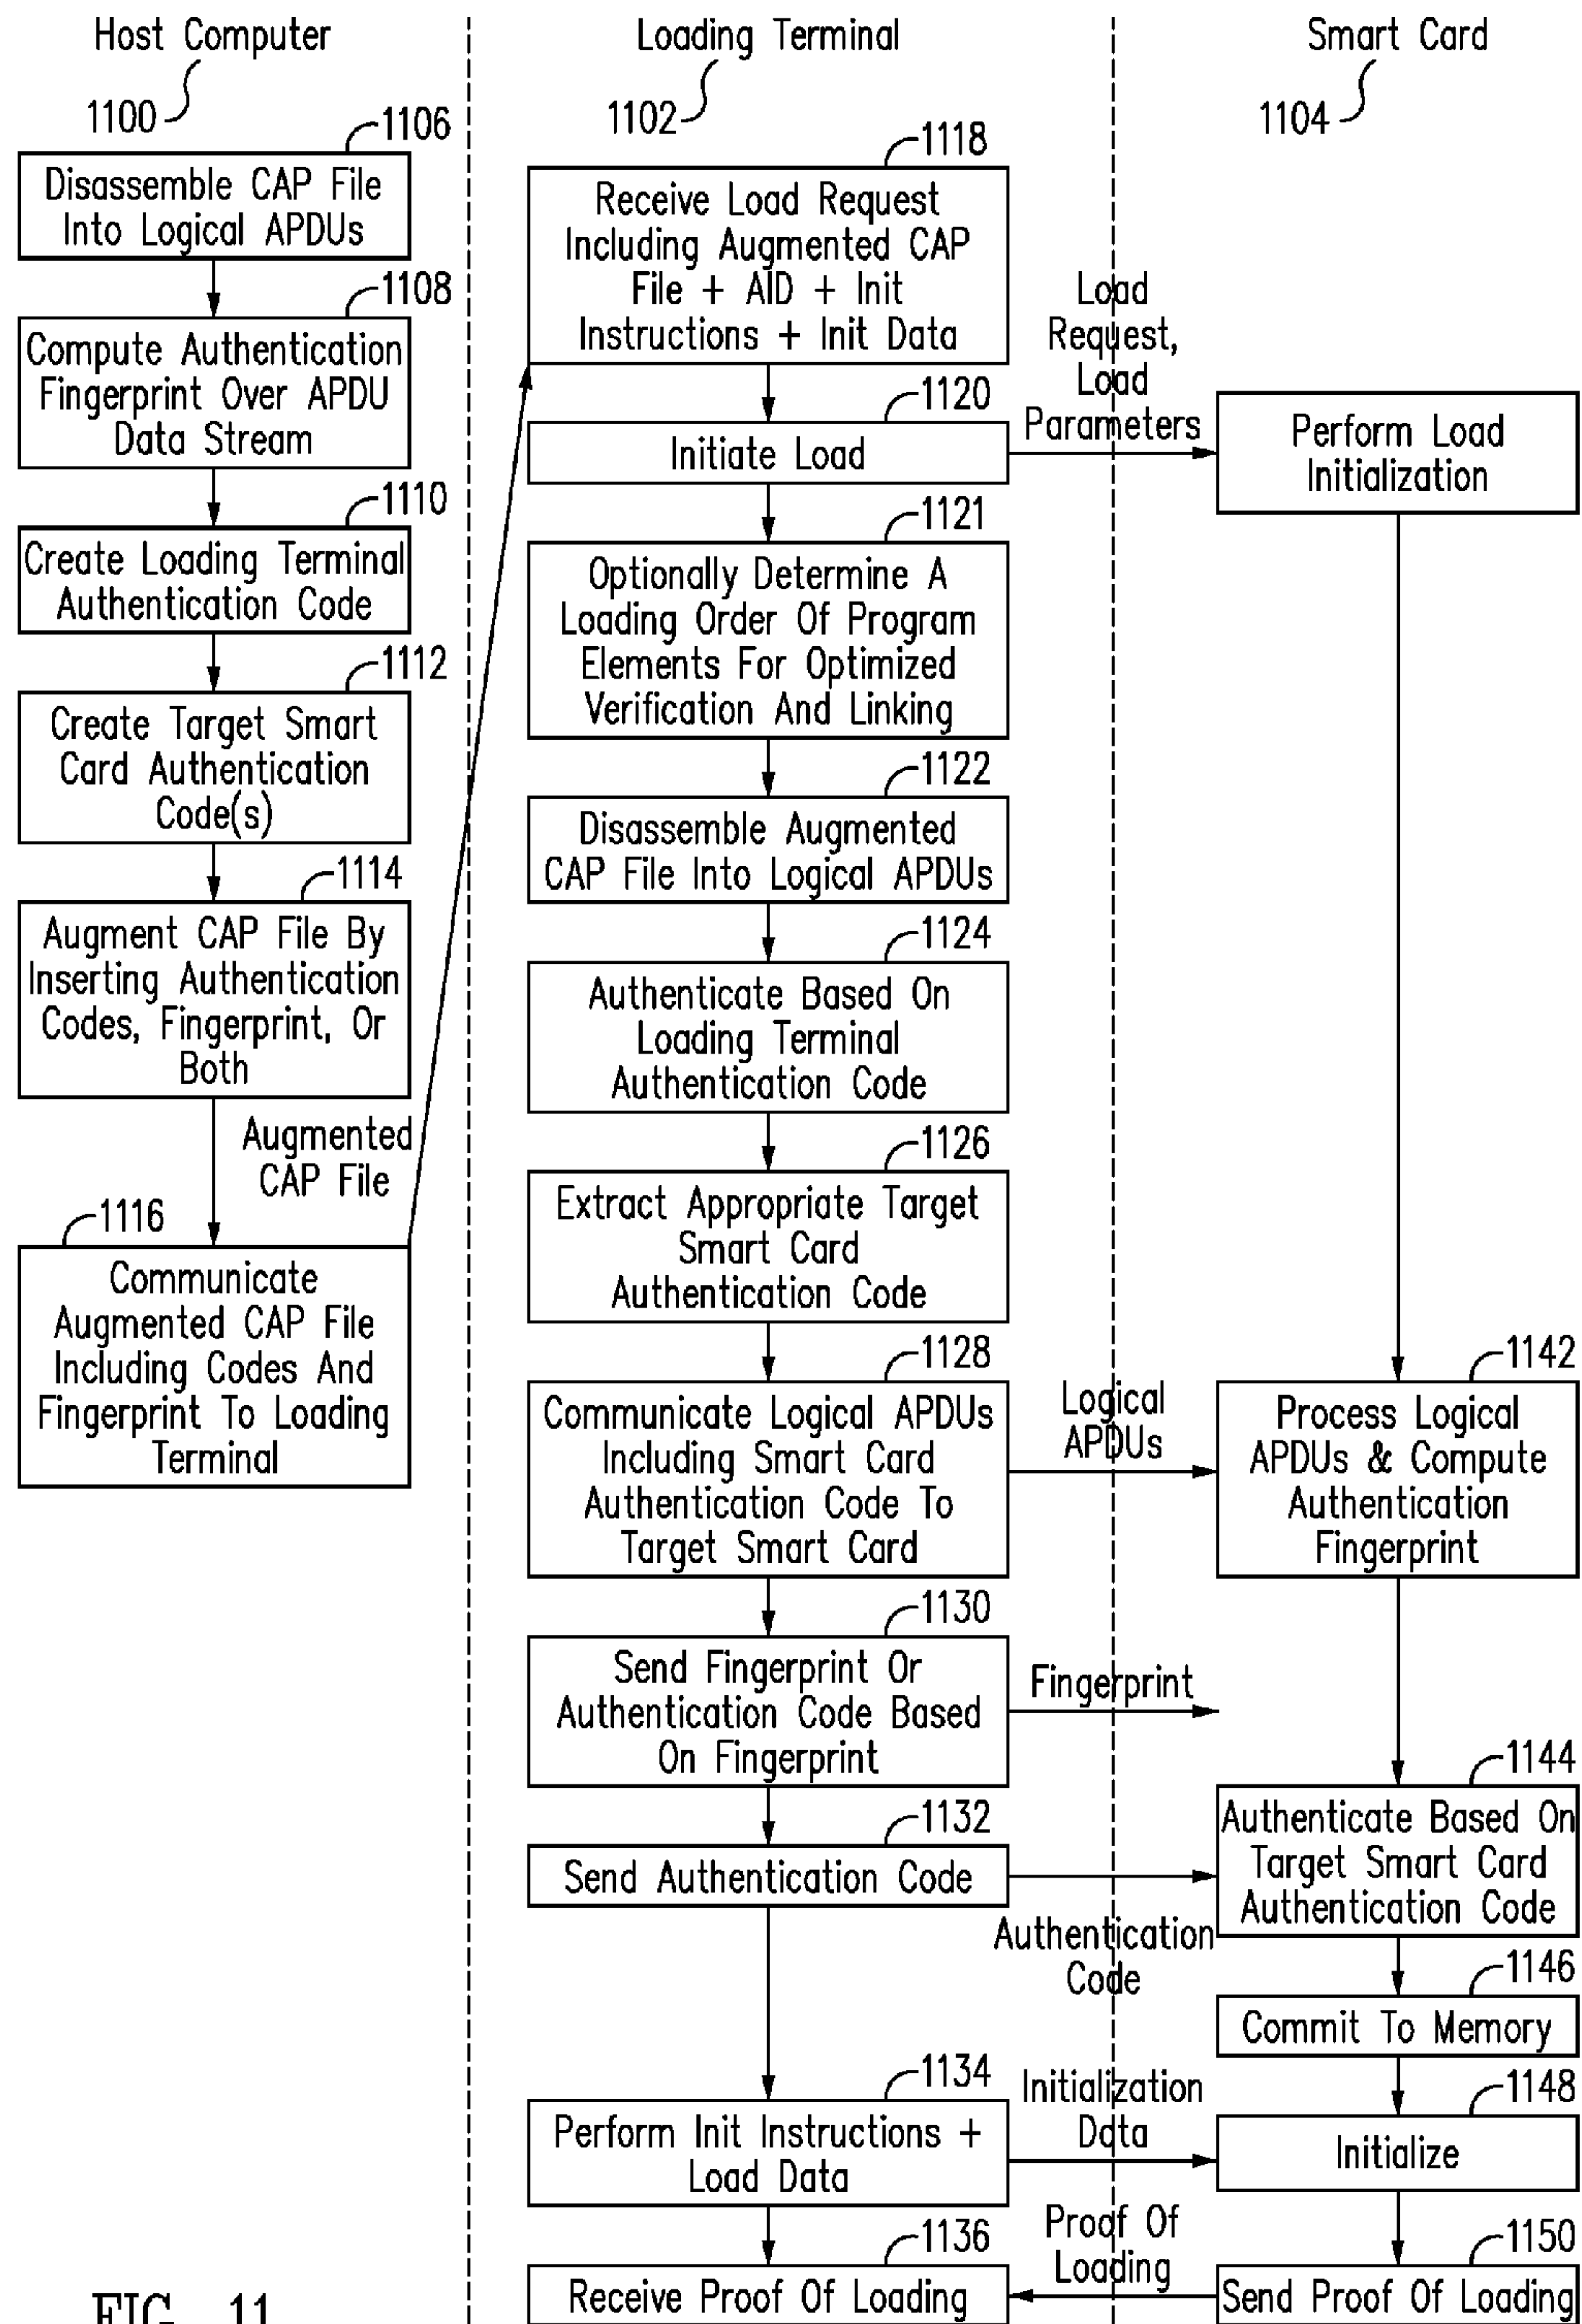 Host Computer
1100
1106
Disassemble CAP File
Into Logical APDUs
1108
Compute Authentication
Fingerprint Over APDU
Data Stream
1110
Create Loading Terminal
Authentication Code
1112
Create Target Smart
Card Authentication
Code(s)
1114
Augment CAP File By
Inserting Authentication
Codes, Fingerprint, Or
Both
Augmented
CAP File
1116
Communicate
Augmented CAP File
Including Codes And
Fingerprint To Loading
Terminal
Loading Terminal
1102
1118
Receive Load Request
Including Augmented CAP
File + AID + Init
Instructions + Init Data
1120
Initiate Load
Load
Request,
Load
Parameters
1121
Optionally Determine A
Loading Order Of Program
Elements For Optimized
Verification And Linking
1122
Disassemble Augmented
CAP File Into Logical APDUs
1124
Authenticate Based On
Loading Terminal
Authentication Code
1126
Extract Appropriate Target
Smart Card
Authentication Code
1128
Communicate Logical APDUs
Including Smart Card
Authentication Code To
Target Smart Card
Logical
APDUs
1130
Send Fingerprint Or
Authentication Code Based
On Fingerprint
Fingerprint
1132
Send Authentication Code
Authentication
Code
1134
Perform Init Instructions +
Load Data
Initialization
Data
1136
Receive Proof Of Loading
Proof Of
Loading
Smart Card
1104
Perform Load
Initialization
1142
Process Logical
APDUs & Compute
Authentication
Fingerprint
1144
Authenticate Based On
Target Smart Card
Authentication Code
1146
Commit To Memory
1148
Initialize
1150
Send Proof Of Loading
FIG. 11